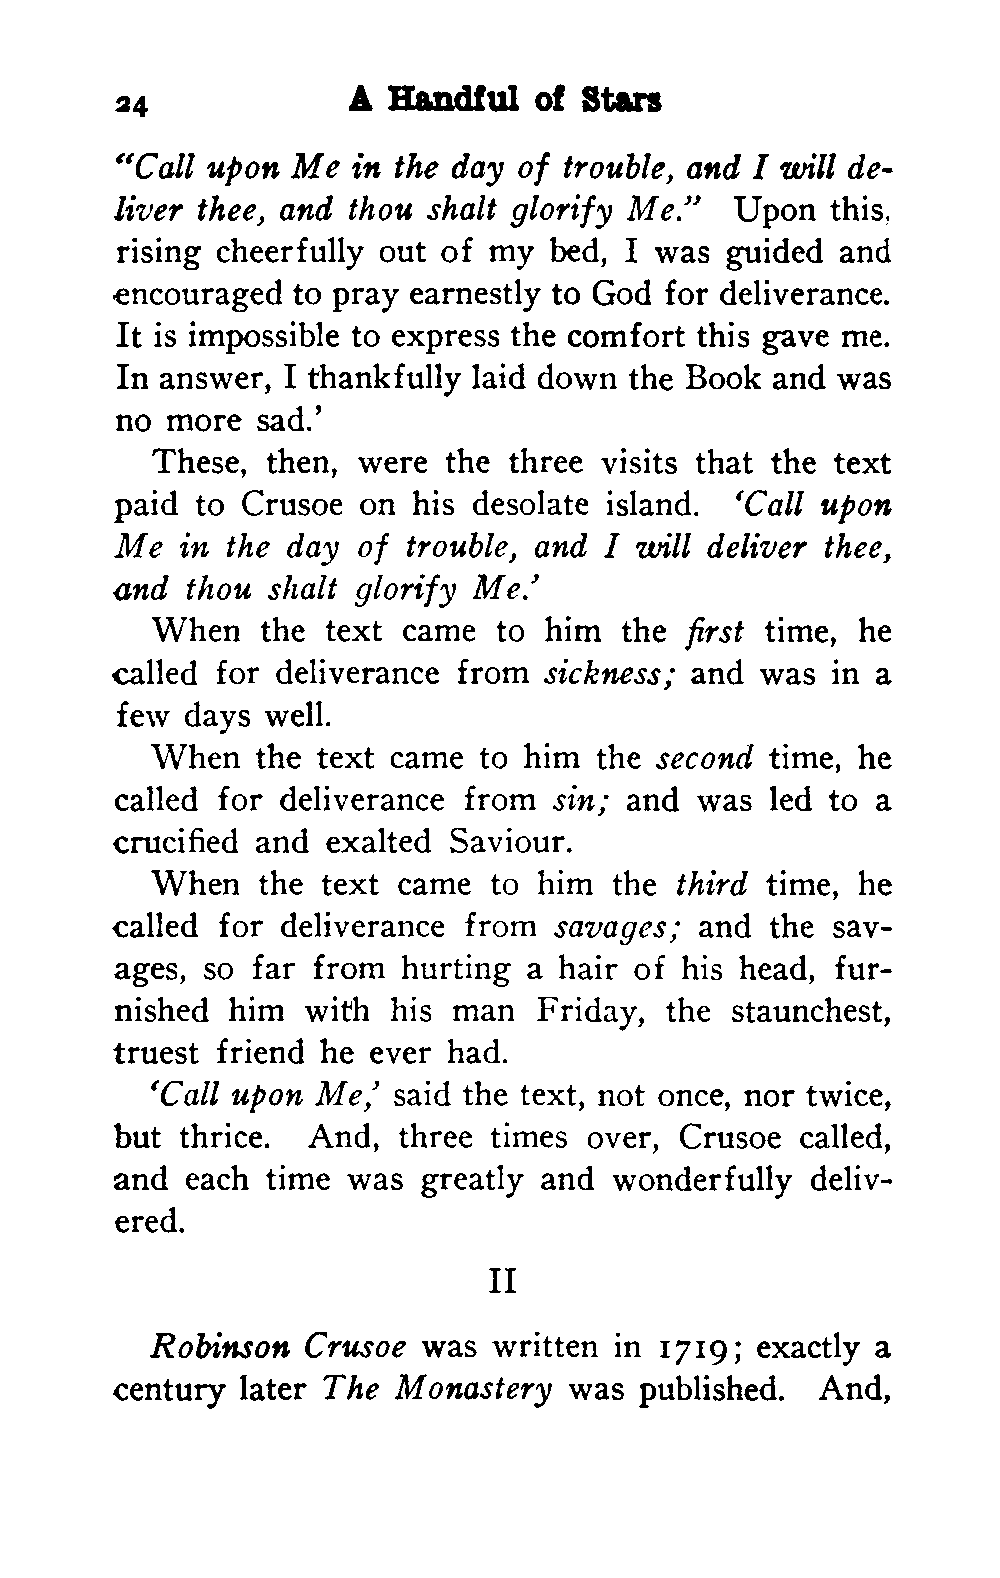 24 A Handful of Stars
“Call upon Me in the day of trouble, and I will de-
liver thee, and thou shalt glorify Me.” Upon this,
rising cheerfully out of my bed, I was guided and
encouraged to pray earnestly to God for deliverance.
It is impossible to express the comfort this gave me.
In answer, I thankfully laid down the Book and was
no more sad.’
These, then, were the three visits that the text
paid to Crusoe on his desolate island. ‘Call upon
Me in the day of trouble, and I will deliver thee,
and thou shalt glorify Me.’
When the text came to him the first time, he
called for deliverance from sickness; and was in a
few days well.
When the text came to him the second time, he
called for deliverance from sin; and was led to a
crucified and exalted Saviour.
When the text came to him the third time, he
called for deliverance from savages; and the sav-
ages, so far from hurting a hair of his head, fur-
nished him with his man Friday, the staunchest,
truest friend he ever had.
‘Call upon Me,’ said the text, not once, nor twice,
but thrice. And, three times over, Crusoe called,
and each time was greatly and wonderfully deliv-
ered.
II
Robinson Crusoe was written in 1719; exactly a
century later The Monastery was published. And,